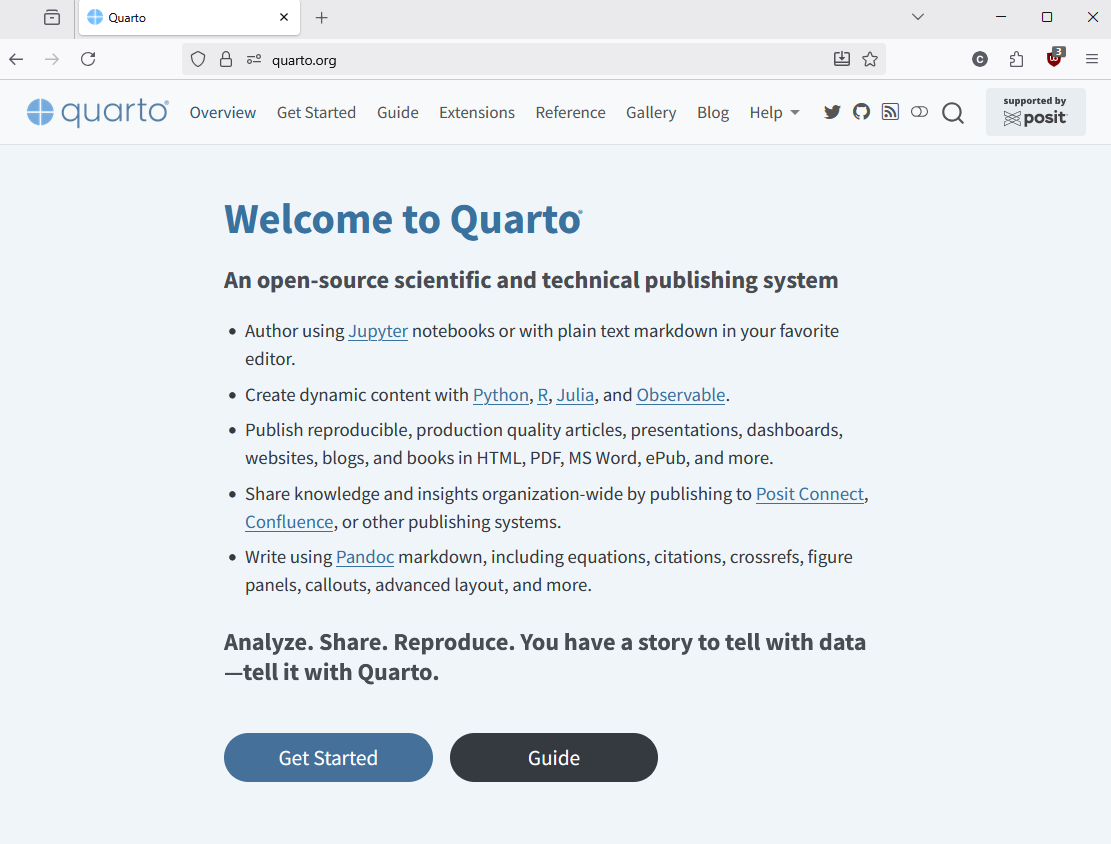 Quarto
quarto.org
C
3
quarto
Overview Get Started Guide Extensions Reference Gallery Blog Help
supported by
posit
Welcome to Quarto®
An open-source scientific and technical publishing system
• Author using Jupyter notebooks or with plain text markdown in your favorite
editor.
• Create dynamic content with Python, R, Julia, and Observable.
• Publish reproducible, production quality articles, presentations, dashboards,
websites, blogs, and books in HTML, PDF, MS Word, ePub, and more.
• Share knowledge and insights organization-wide by publishing to Posit Connect,
Confluence, or other publishing systems.
• Write using Pandoc markdown, including equations, citations, crossrefs, figure
panels, callouts, advanced layout, and more.
Analyze. Share. Reproduce. You have a story to tell with data
—tell it with Quarto.
Get Started Guide